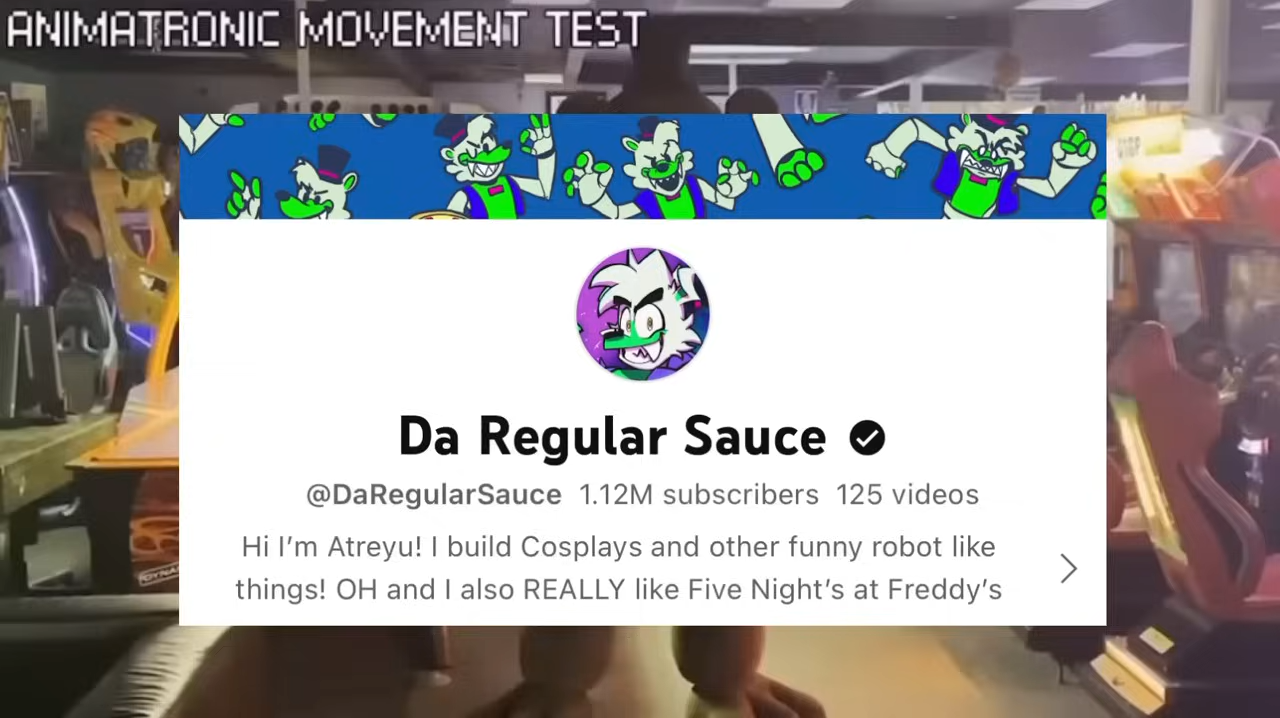 ANIMATRONIC MOVEMENT TEST
Da Regular Sauce
@DaRegularSauce 1.12M subscribers 125 videos
Hi I’m Atreyu! I build Cosplays and other funny robot like
things! OH and I also REALLY like Five Night’s at Freddy’s